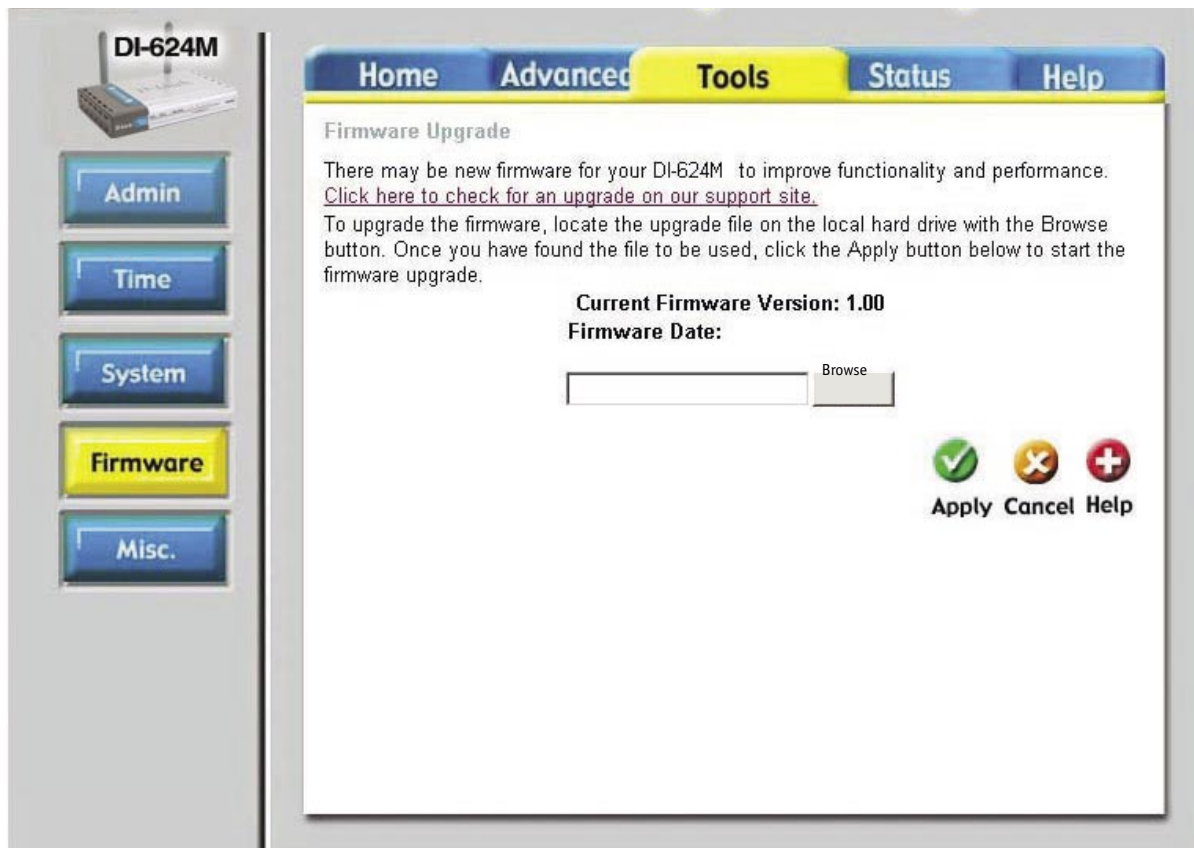 DI-624M
Home Advanced Tools Status Help
Admin
Time
System
Firmware
Misc.
Firmware Upgrade
There may be new firmware for your DI-624M to improve functionality and performance.
Click here to check for an upgrade on our support site.
To upgrade the firmware, locate the upgrade file on the local hard drive with the Browse
button. Once you have found the file to be used, click the Apply button below to start the
firmware upgrade.
Current Firmware Version: 1.00
Firmware Date:
Browse
Apply Cancel Help